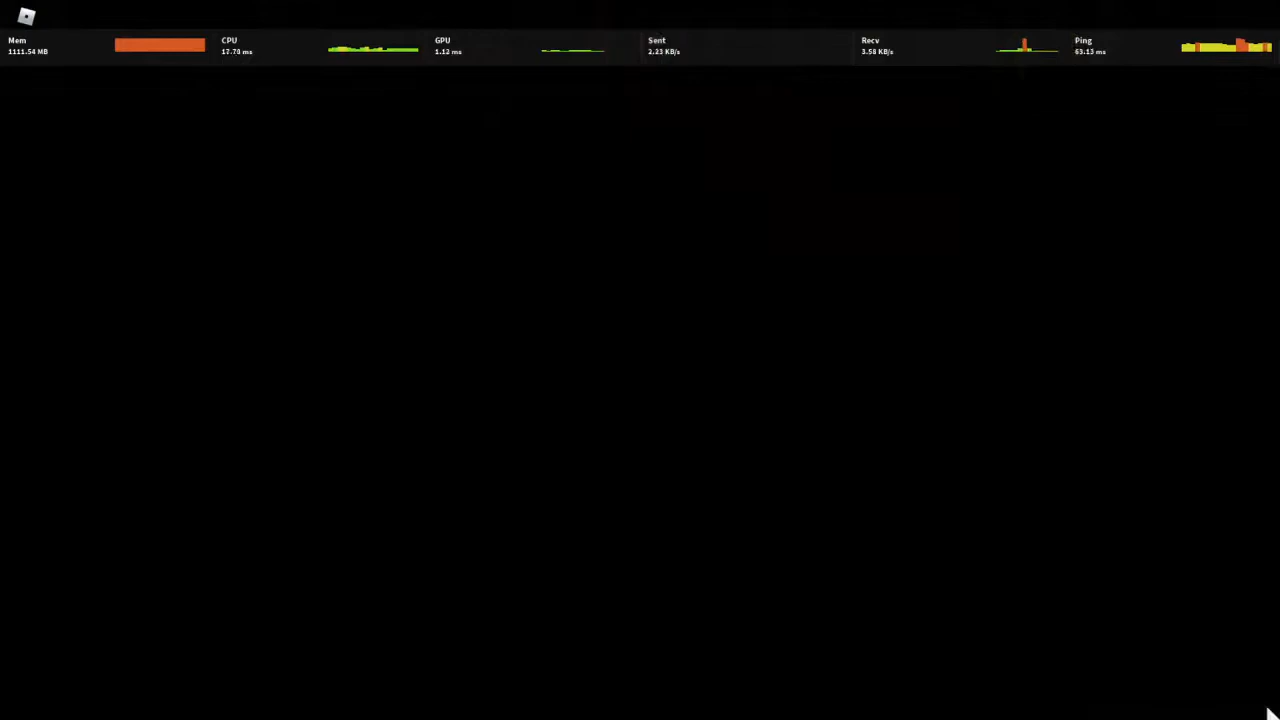 Mem CPU GPU Sent Recv Ping
1111.54 MB 17.70 ms 1.12 ms 2.23 KB/s 3.58 KB/s 63.13 ms